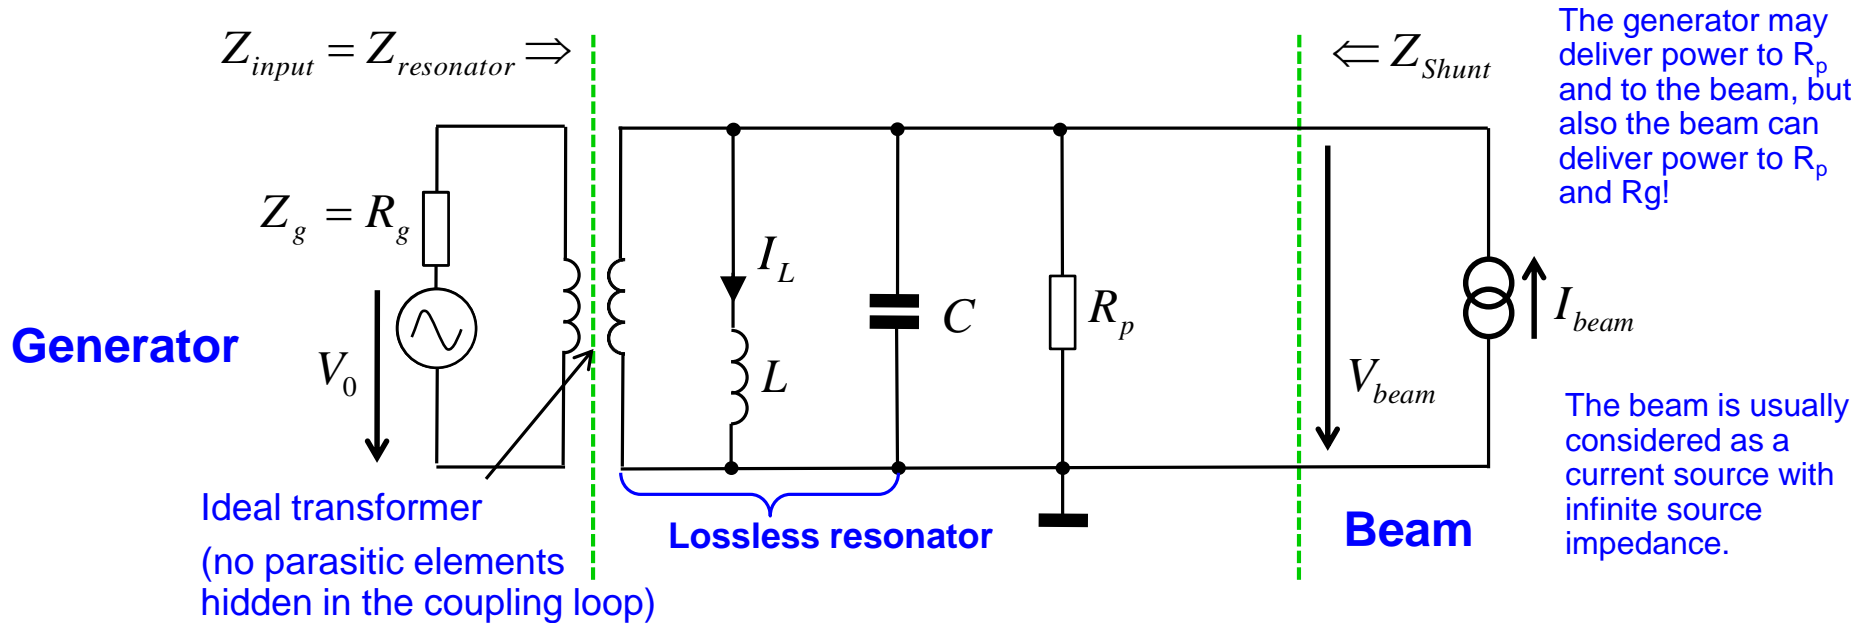 Z_input = Z_resonator ⇒
⇐ Z_Shunt
The generator may
deliver power to R_p
and to the beam, but
also the beam can
deliver power to R_p
and Rg!
Z_g = R_g
I_L
Generator
V_0
L
C
R_p
V_beam
I_beam
The beam is usually
considered as a
current source with
infinite source
impedance.
Ideal transformer
(no parasitic elements
hidden in the coupling loop)
Lossless resonator
Beam